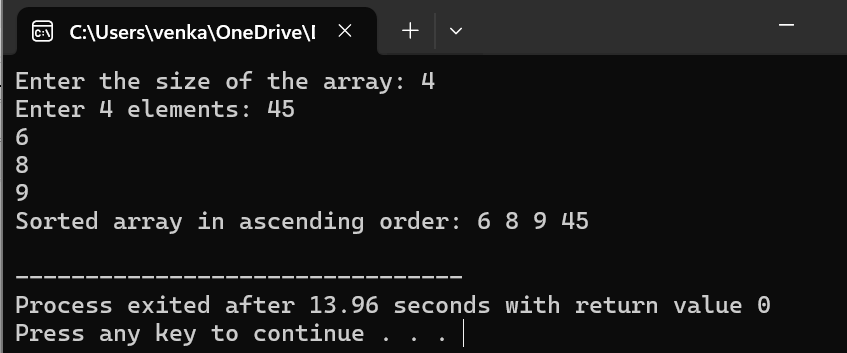 C:\Users\venka\OneDrive\I
Enter the size of the array: 4
Enter 4 elements: 45
6
8
9
Sorted array in ascending order: 6 8 9 45
--------------------------------
Process exited after 13.96 seconds with return value 0
Press any key to continue . . .